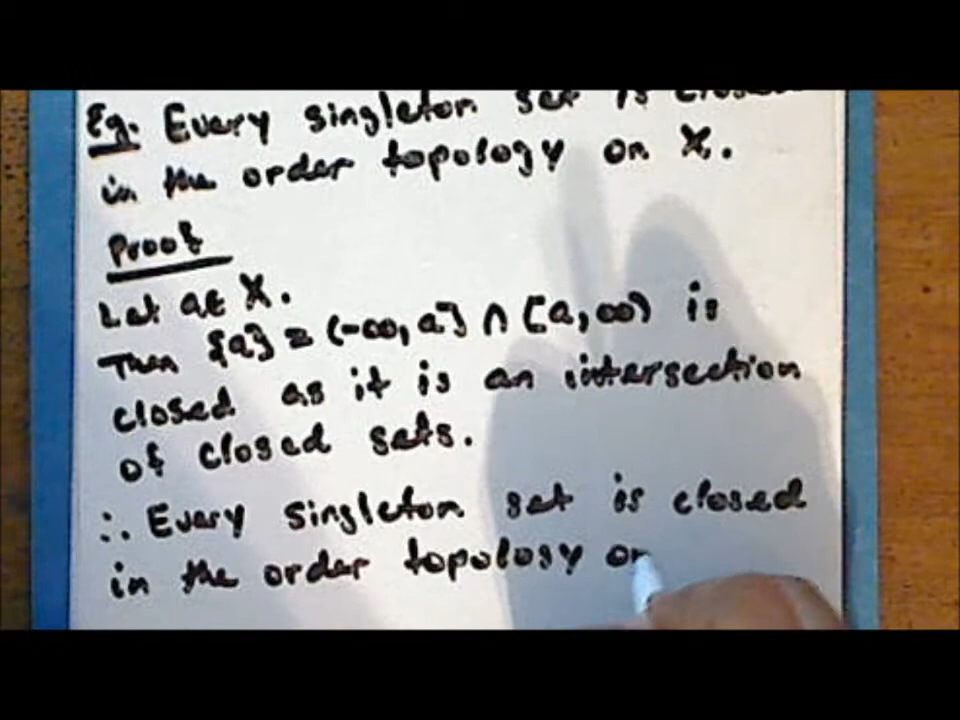 Eg. Every singleton set is closed
in the order topology on X.
Proof
Let a ∈ X.
Then {a} = (-∞, a] ∩ [a, ∞) is
closed as it is an intersection
of closed sets.
∴ Every singleton set is closed
in the order topology on